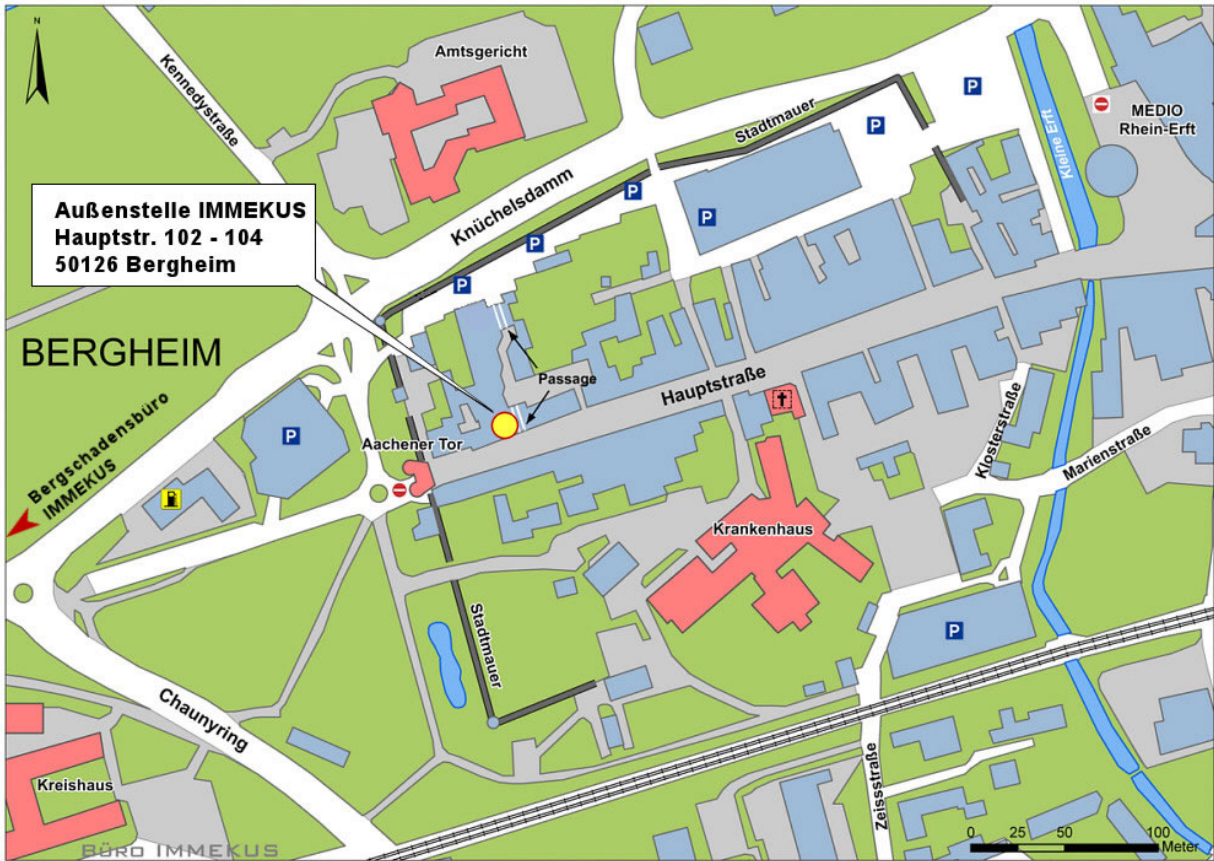 N
Kennedystraße
Amtsgericht
Stadtmauer
P
P
P
P
P
P
P
Kleine Erft
MEDIO
Rhein-Erft
Knüchelsdamm
Außenstelle IMMEKUS
Hauptstr. 102 - 104
50126 Bergheim
BERGHEIM
Passage
Hauptstraße
Aachener Tor
P
Bergschadensbüro
IMMEKUS
Klosterstraße
Marienstraße
Krankenhaus
Stadtmauer
P
Chaunyring
Kreishaus
Zeissstraße
BÜRO IMMEKUS
0 25 50 100
Meter